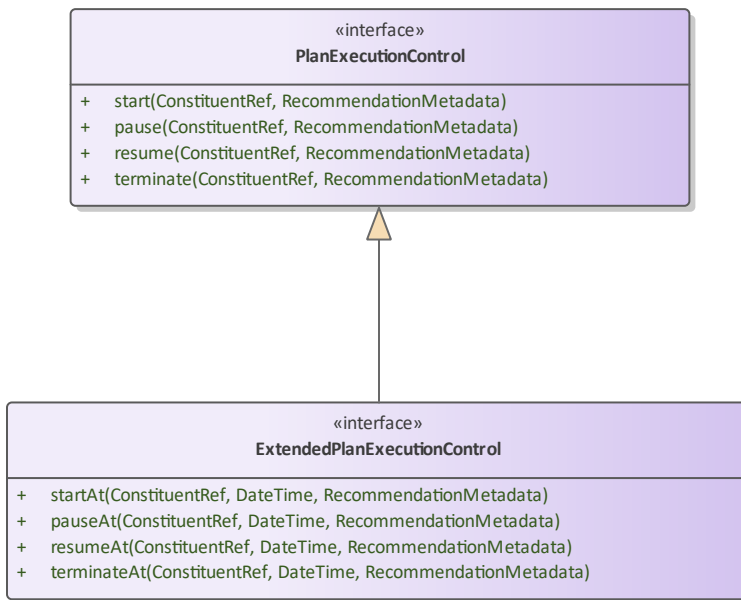 «interface»
PlanExecutionControl
+ start(ConstituentRef, RecommendationMetadata)
+ pause(ConstituentRef, RecommendationMetadata)
+ resume(ConstituentRef, RecommendationMetadata)
+ terminate(ConstituentRef, RecommendationMetadata)
«interface»
ExtendedPlanExecutionControl
+ startAt(ConstituentRef, DateTime, RecommendationMetadata)
+ pauseAt(ConstituentRef, DateTime, RecommendationMetadata)
+ resumeAt(ConstituentRef, DateTime, RecommendationMetadata)
+ terminateAt(ConstituentRef, DateTime, RecommendationMetadata)